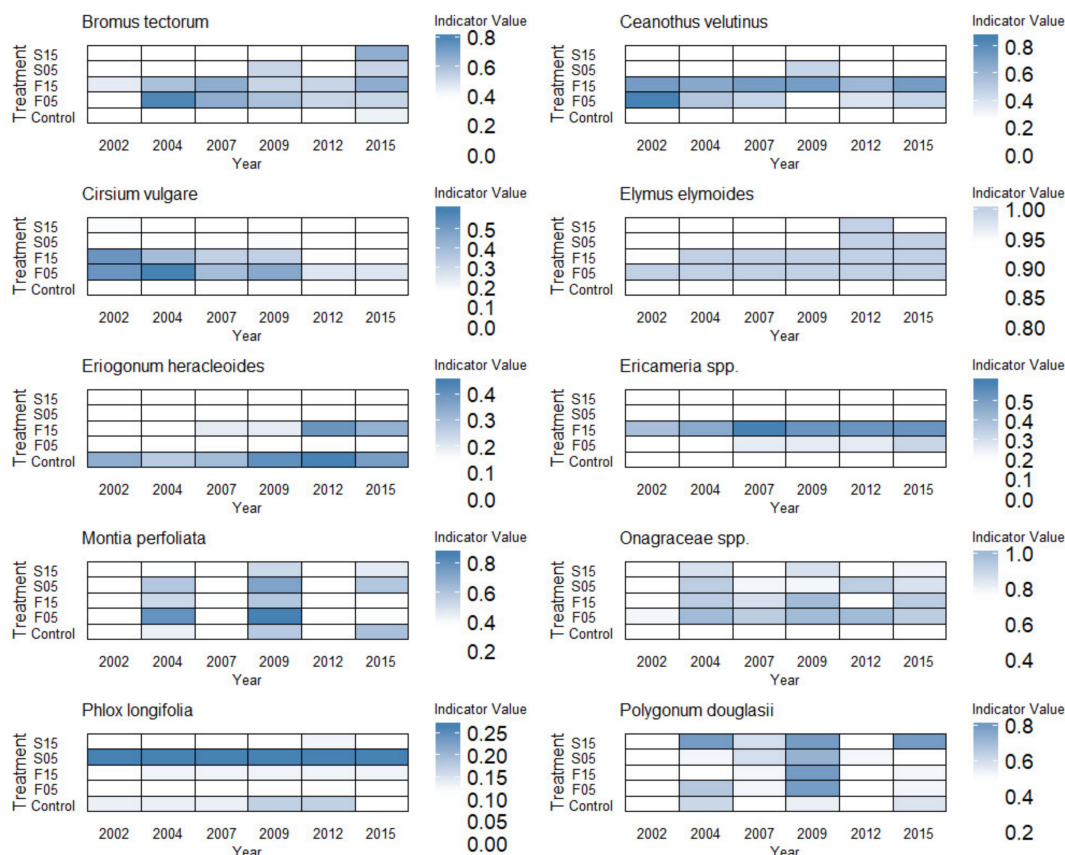 Bromus tectorum
Indicator Value
Treatment
S15
S05
F15
F05
Control
0.8
0.6
0.4
0.2
0.0
2002 2004 2007 2009 2012 2015
Year
Ceanothus velutinus
Indicator Value
Treatment
S15
S05
F15
F05
Control
0.8
0.6
0.4
0.2
0.0
2002 2004 2007 2009 2012 2015
Year
Cirsium vulgare
Indicator Value
Treatment
S15
S05
F15
F05
Control
0.5
0.4
0.3
0.2
0.1
0.0
2002 2004 2007 2009 2012 2015
Year
Elymus elymoides
Indicator Value
Treatment
S15
S05
F15
F05
Control
1.00
0.95
0.90
0.85
0.80
2002 2004 2007 2009 2012 2015
Year
Eriogonum heracleoides
Indicator Value
Treatment
S15
S05
F15
F05
Control
0.4
0.3
0.2
0.1
0.0
2002 2004 2007 2009 2012 2015
Year
Ericameria spp.
Indicator Value
Treatment
S15
S05
F15
F05
Control
0.5
0.4
0.3
0.2
0.1
0.0
2002 2004 2007 2009 2012 2015
Year
Montia perfoliata
Indicator Value
Treatment
S15
S05
F15
F05
Control
0.8
0.6
0.4
0.2
2002 2004 2007 2009 2012 2015
Year
Onagraceae spp.
Indicator Value
Treatment
S15
S05
F15
F05
Control
1.0
0.8
0.6
0.4
2002 2004 2007 2009 2012 2015
Year
Phlox longifolia
Indicator Value
Treatment
S15
S05
F15
F05
Control
0.25
0.20
0.15
0.10
0.05
0.00
2002 2004 2007 2009 2012 2015
Year
Polygonum douglasii
Indicator Value
Treatment
S15
S05
F15
F05
Control
0.8
0.6
0.4
0.2
2002 2004 2007 2009 2012 2015
Year